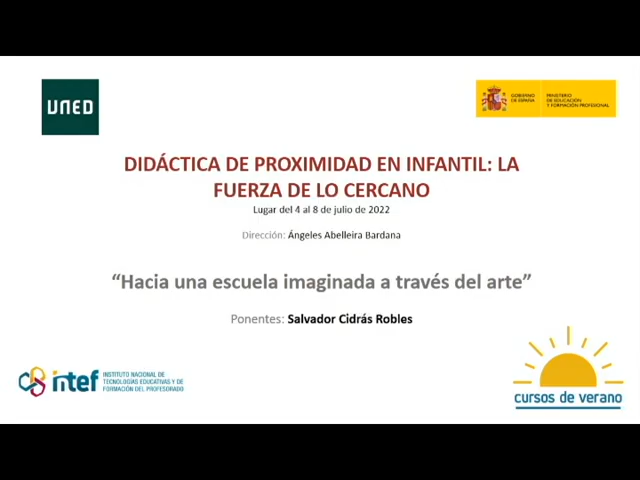 UNED
GOBIERNO
DE ESPAÑA
MINISTERIO
DE EDUCACIÓN
Y FORMACIÓN PROFESIONAL
DIDÁCTICA DE PROXIMIDAD EN INFANTIL: LA
FUERZA DE LO CERCANO
Lugar del 4 al 8 de julio de 2022
Dirección: Ángeles Abelleira Bardana
“Hacia una escuela imaginada a través del arte”
Ponentes: Salvador Cidrás Robles
intef
INSTITUTO NACIONAL DE
TECNOLOGÍAS EDUCATIVAS Y DE
FORMACIÓN DEL PROFESORADO
cursos de verano